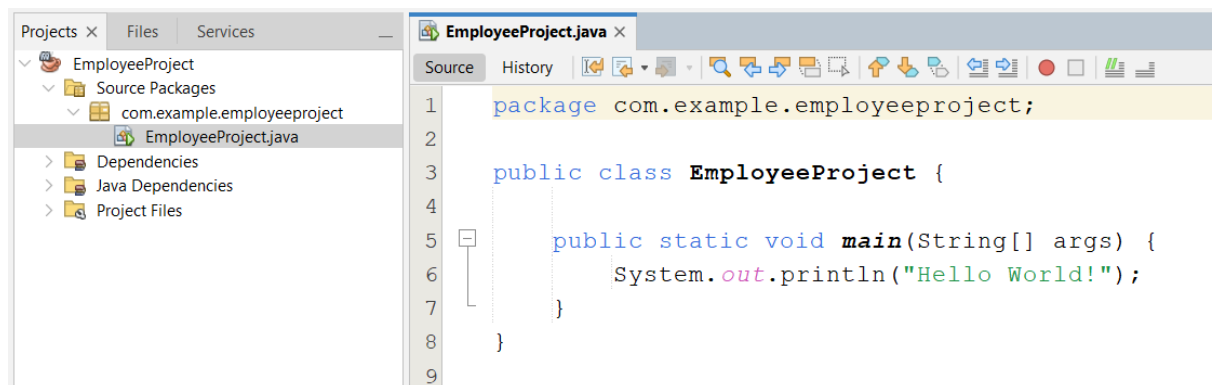 Projects × Files Services
EmployeeProject
Source Packages
com.example.employeeproject
EmployeeProject.java
Dependencies
Java Dependencies
Project Files
EmployeeProject.java ×
Source History
1 package com.example.employeeproject;
2
3 public class EmployeeProject {
4
5 public static void main(String[] args) {
6 System.out.println("Hello World!");
7 }
8 }
9